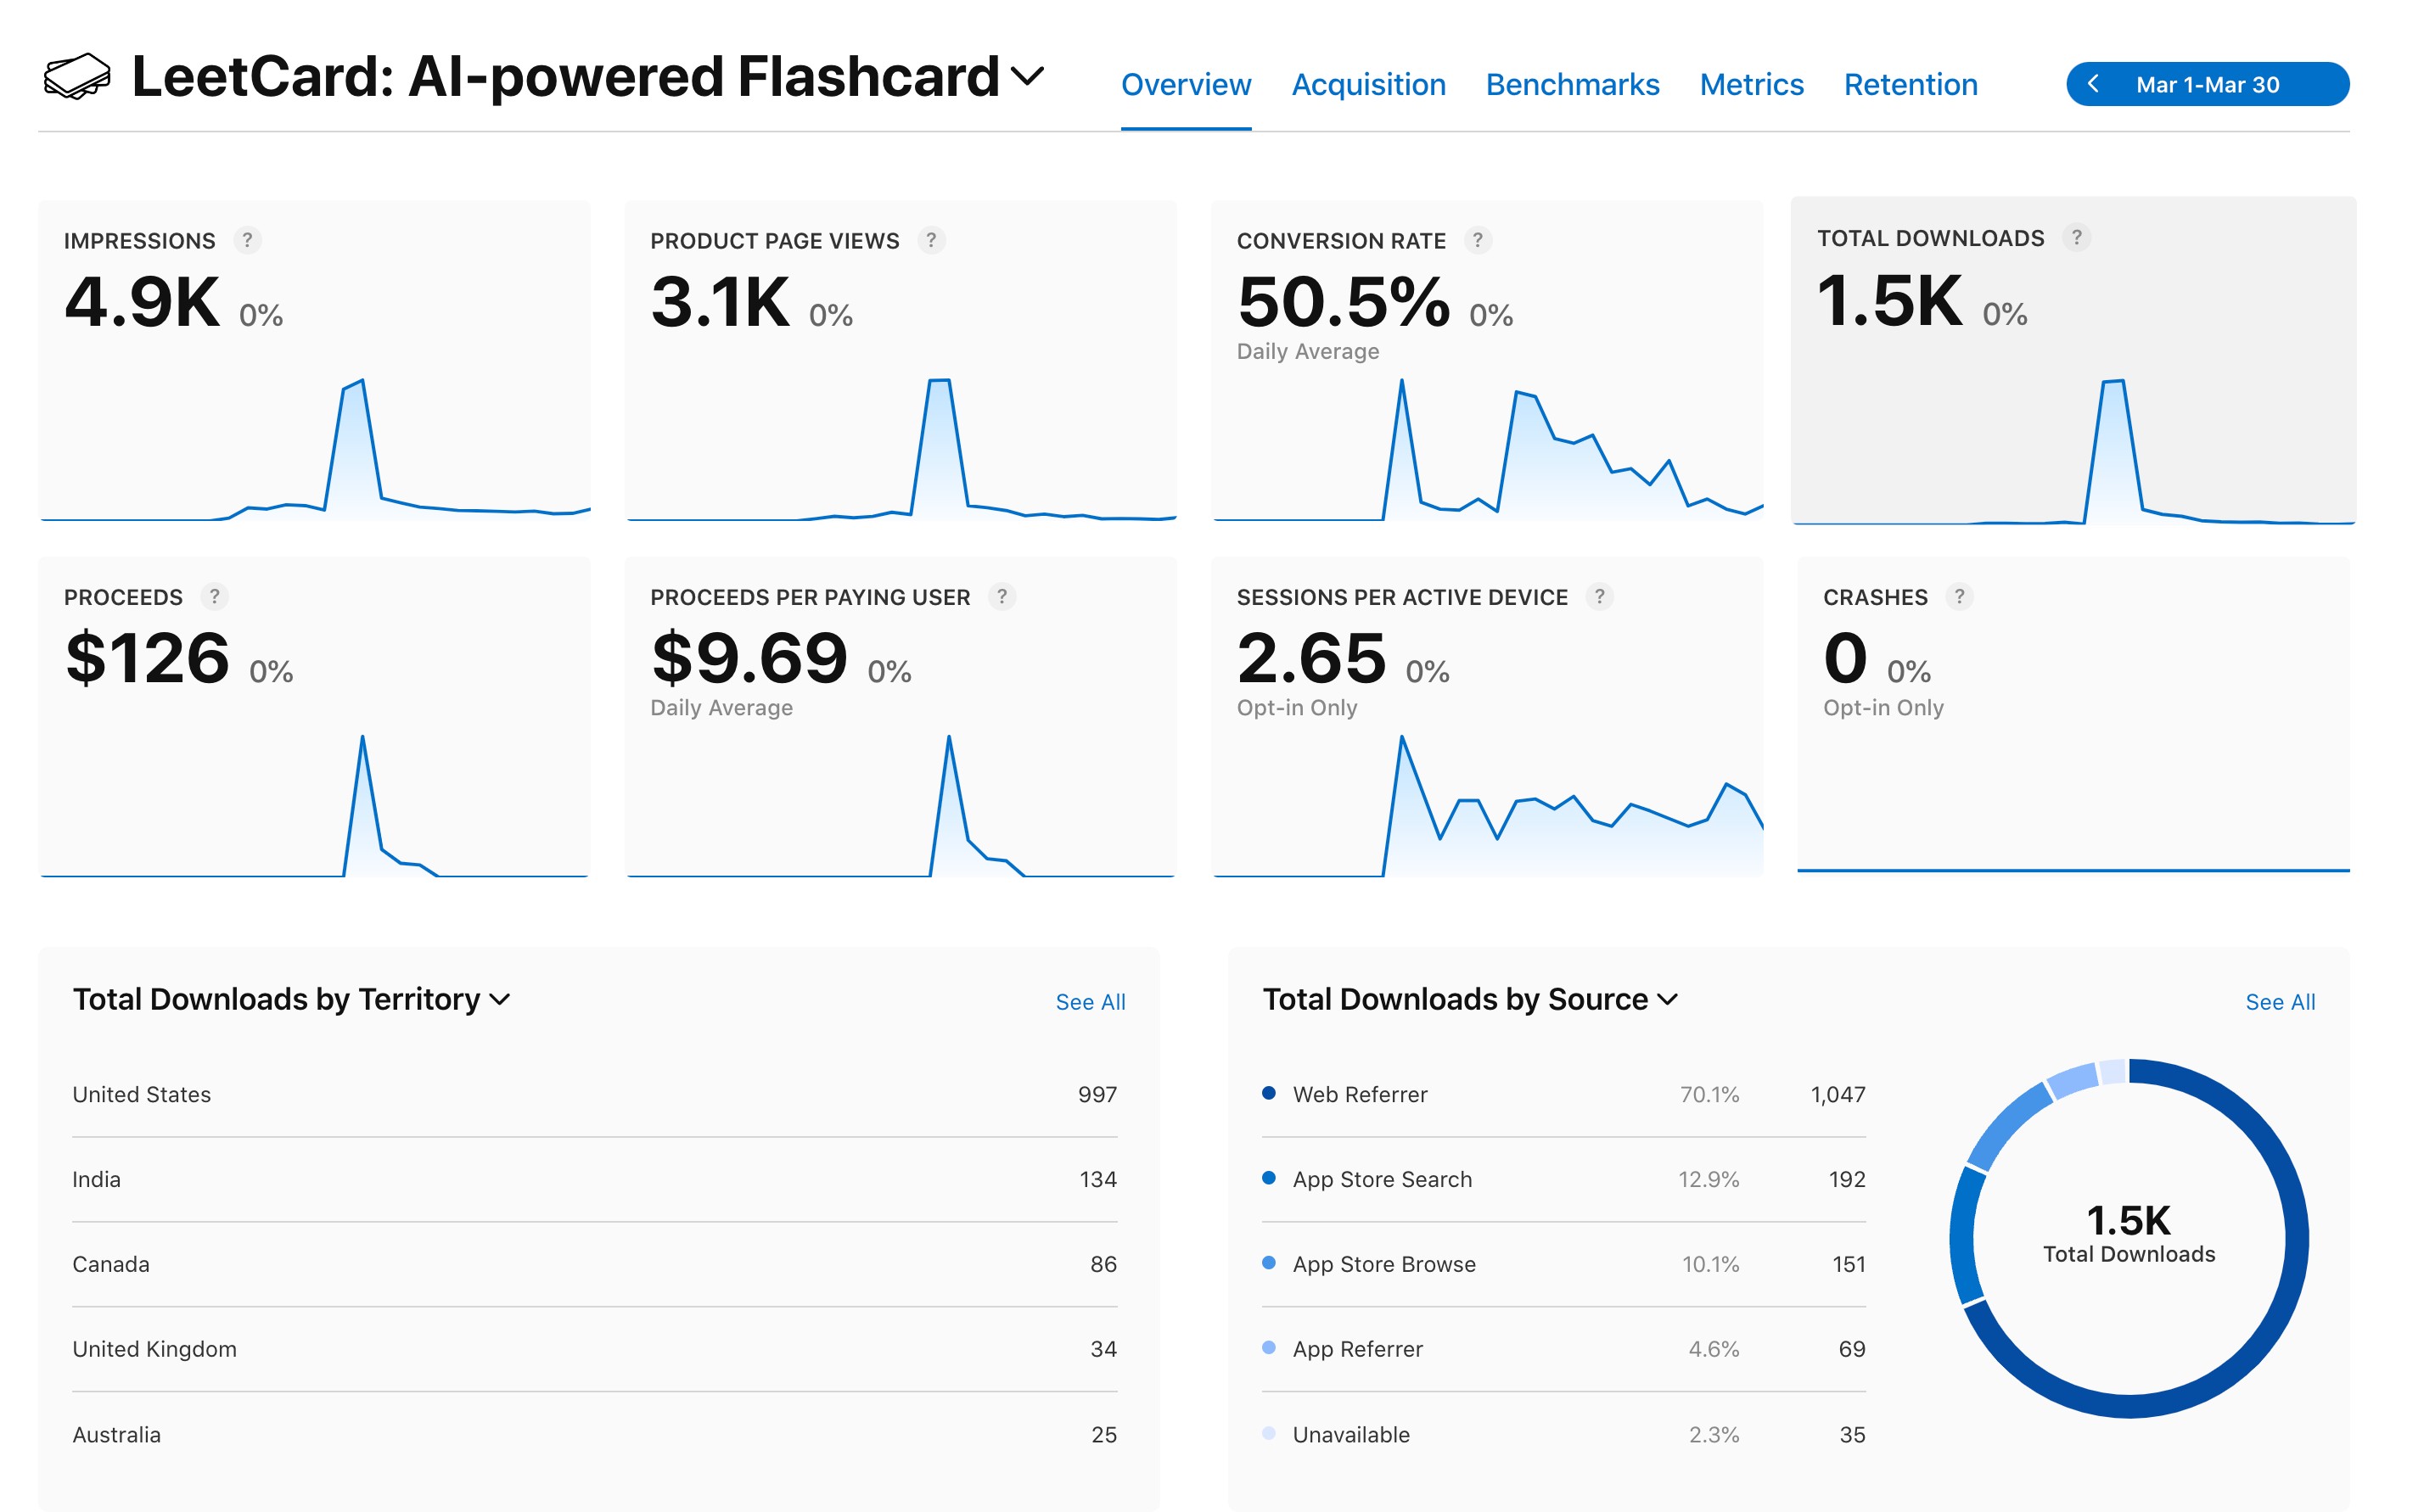 LeetCard: AI-powered Flashcard
Overview Acquisition Benchmarks Metrics Retention
Mar 1-Mar 30
IMPRESSIONS ?
4.9K 0%
PRODUCT PAGE VIEWS ?
3.1K 0%
CONVERSION RATE ?
50.5% 0%
Daily Average
TOTAL DOWNLOADS ?
1.5K 0%
PROCEEDS ?
$126 0%
PROCEEDS PER PAYING USER ?
$9.69 0%
Daily Average
SESSIONS PER ACTIVE DEVICE ?
2.65 0%
Opt-in Only
CRASHES ?
0 0%
Opt-in Only
Total Downloads by Territory
See All
United States 997
India 134
Canada 86
United Kingdom 34
Australia 25
Total Downloads by Source
See All
Web Referrer 70.1% 1,047
App Store Search 12.9% 192
App Store Browse 10.1% 151
App Referrer 4.6% 69
Unavailable 2.3% 35
1.5K
Total Downloads